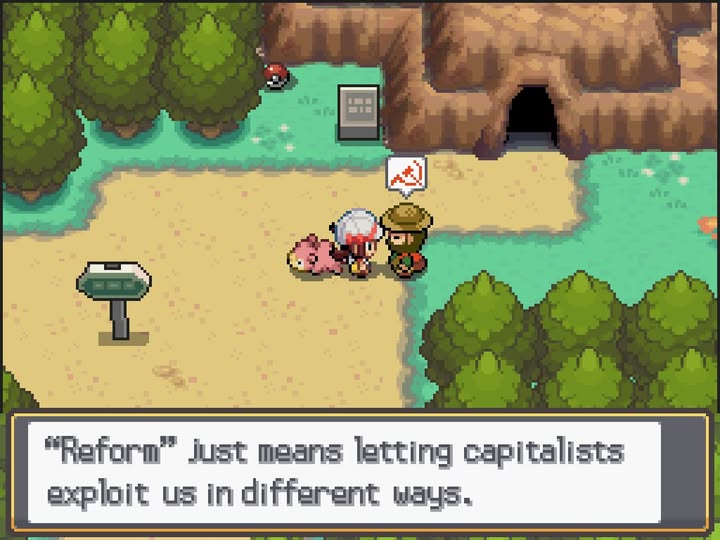 “Reform” just means letting capitalists
exploit us in different ways.